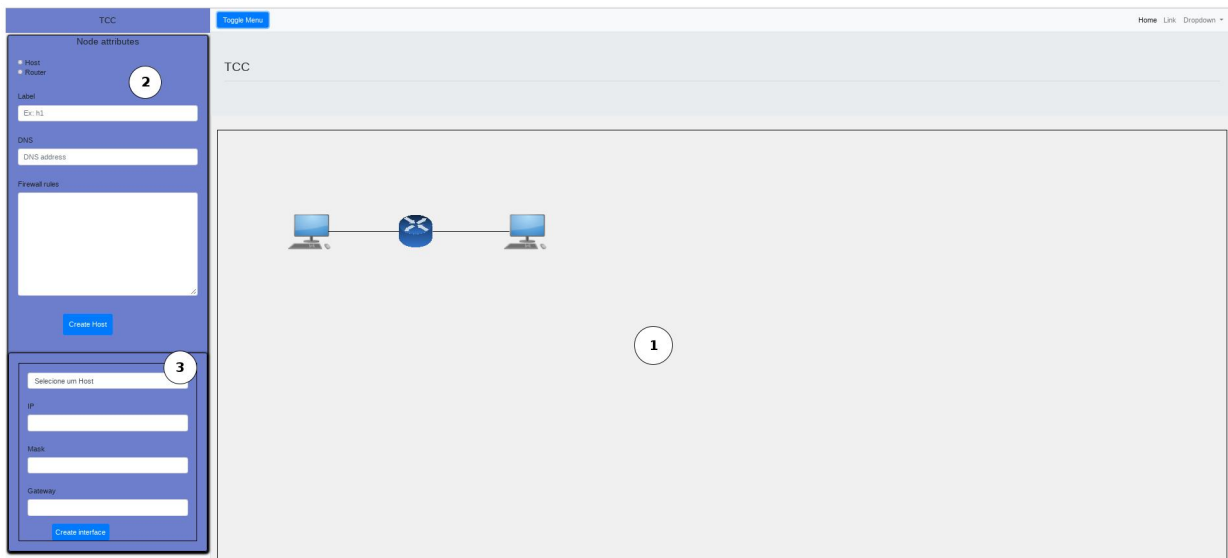 TCC
Toggle Menu
Home Link Dropdown
Node attributes
Host
Router
2
Label
Ex: h1
DNS
DNS address
Firewall rules
Create Host
3
Selecione um Host
IP
Mask
Gateway
Create interface
TCC
1